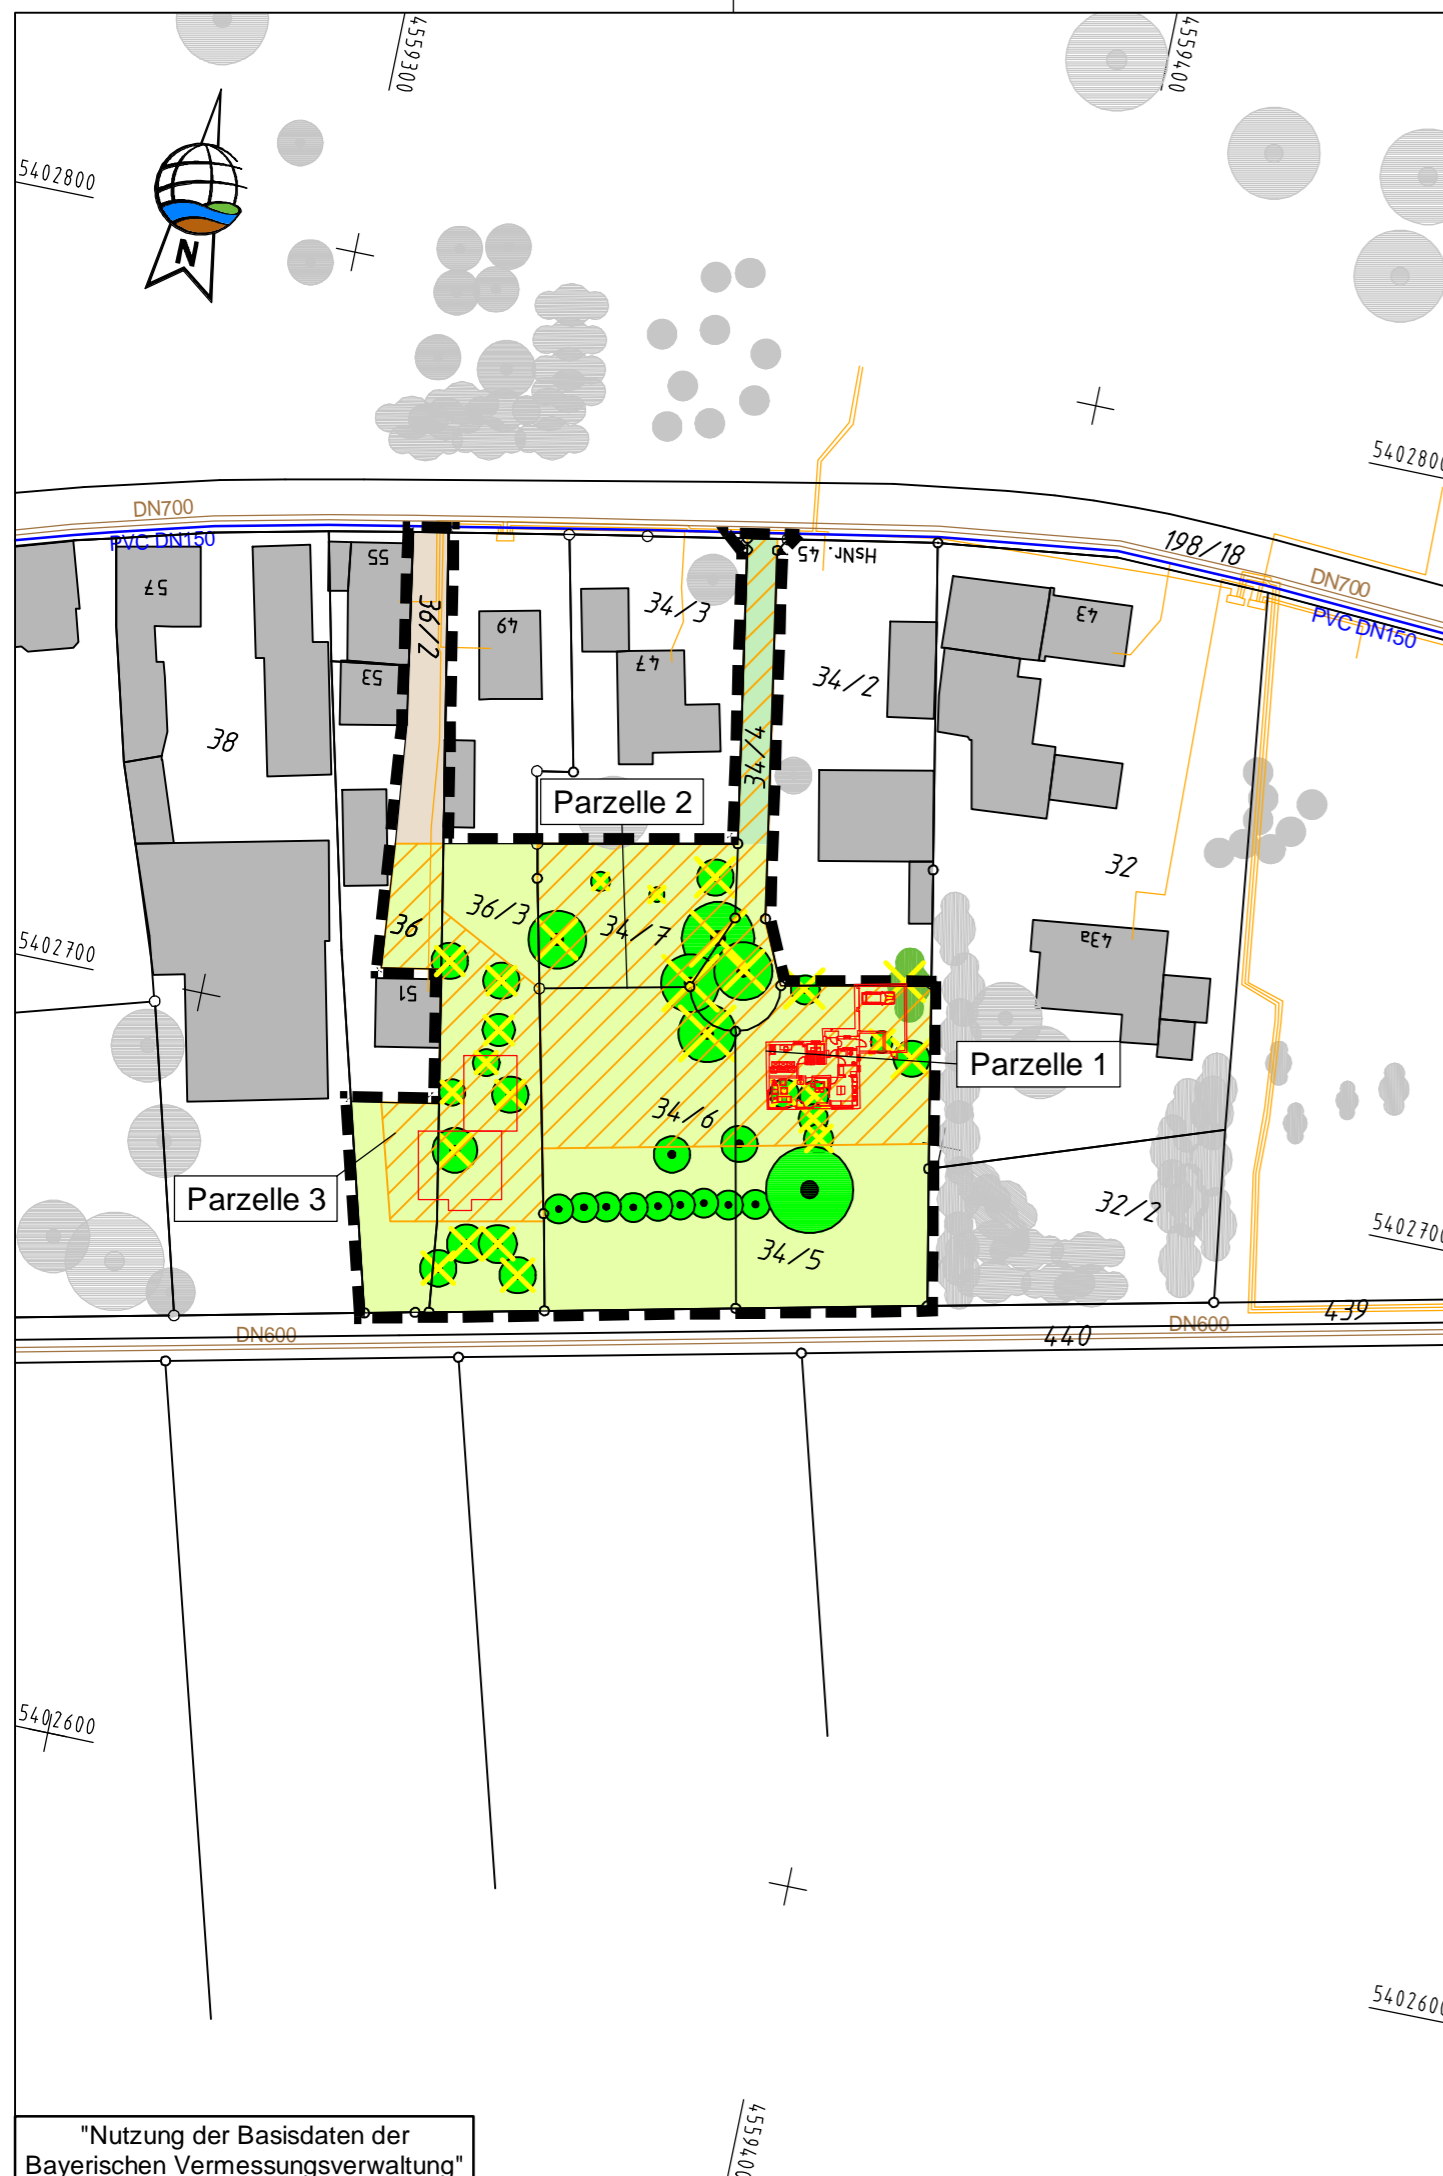 4559300
4559400
5402800
N
5402800
DN700
PVC DN150
198/18
DN700
PVC DN150
HsNr. 45
57
55
53
36/2
49
47
34/3
34/4
34/2
43
38
Parzelle 2
32
36
36/3
34/7
43a
5402700
51
Parzelle 1
34/6
Parzelle 3
32/2
34/5
5402700
DN600
440
DN600
439
5402600
5402600
4559400
"Nutzung der Basisdaten der
Bayerischen Vermessungsverwaltung"